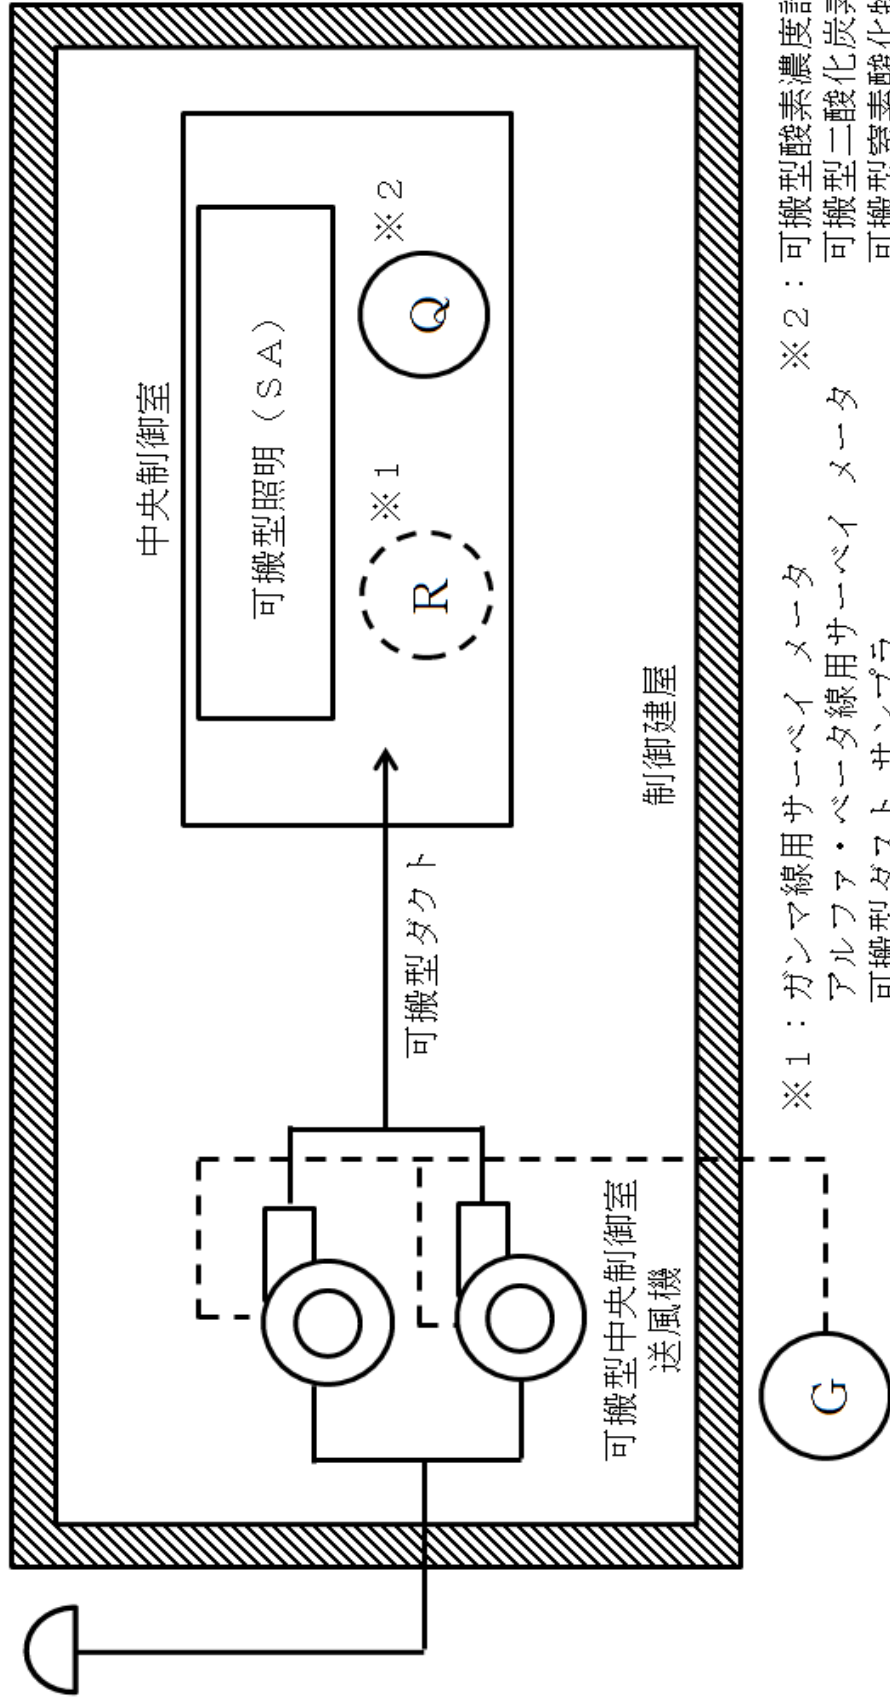 中央制御室
可搬型照明（ＳＡ）
※１
※２
R
Q
可搬型ダクト
制御建屋
可搬型中央制御室
送風機
G
※１：ガンマ線用サーベイ メータ
アルファ・ベータ線用サーベイ メータ
可搬型ダスト サンプラ
※２：可搬型酸素濃度計
可搬型二酸化炭素
可搬型窒素酸化物